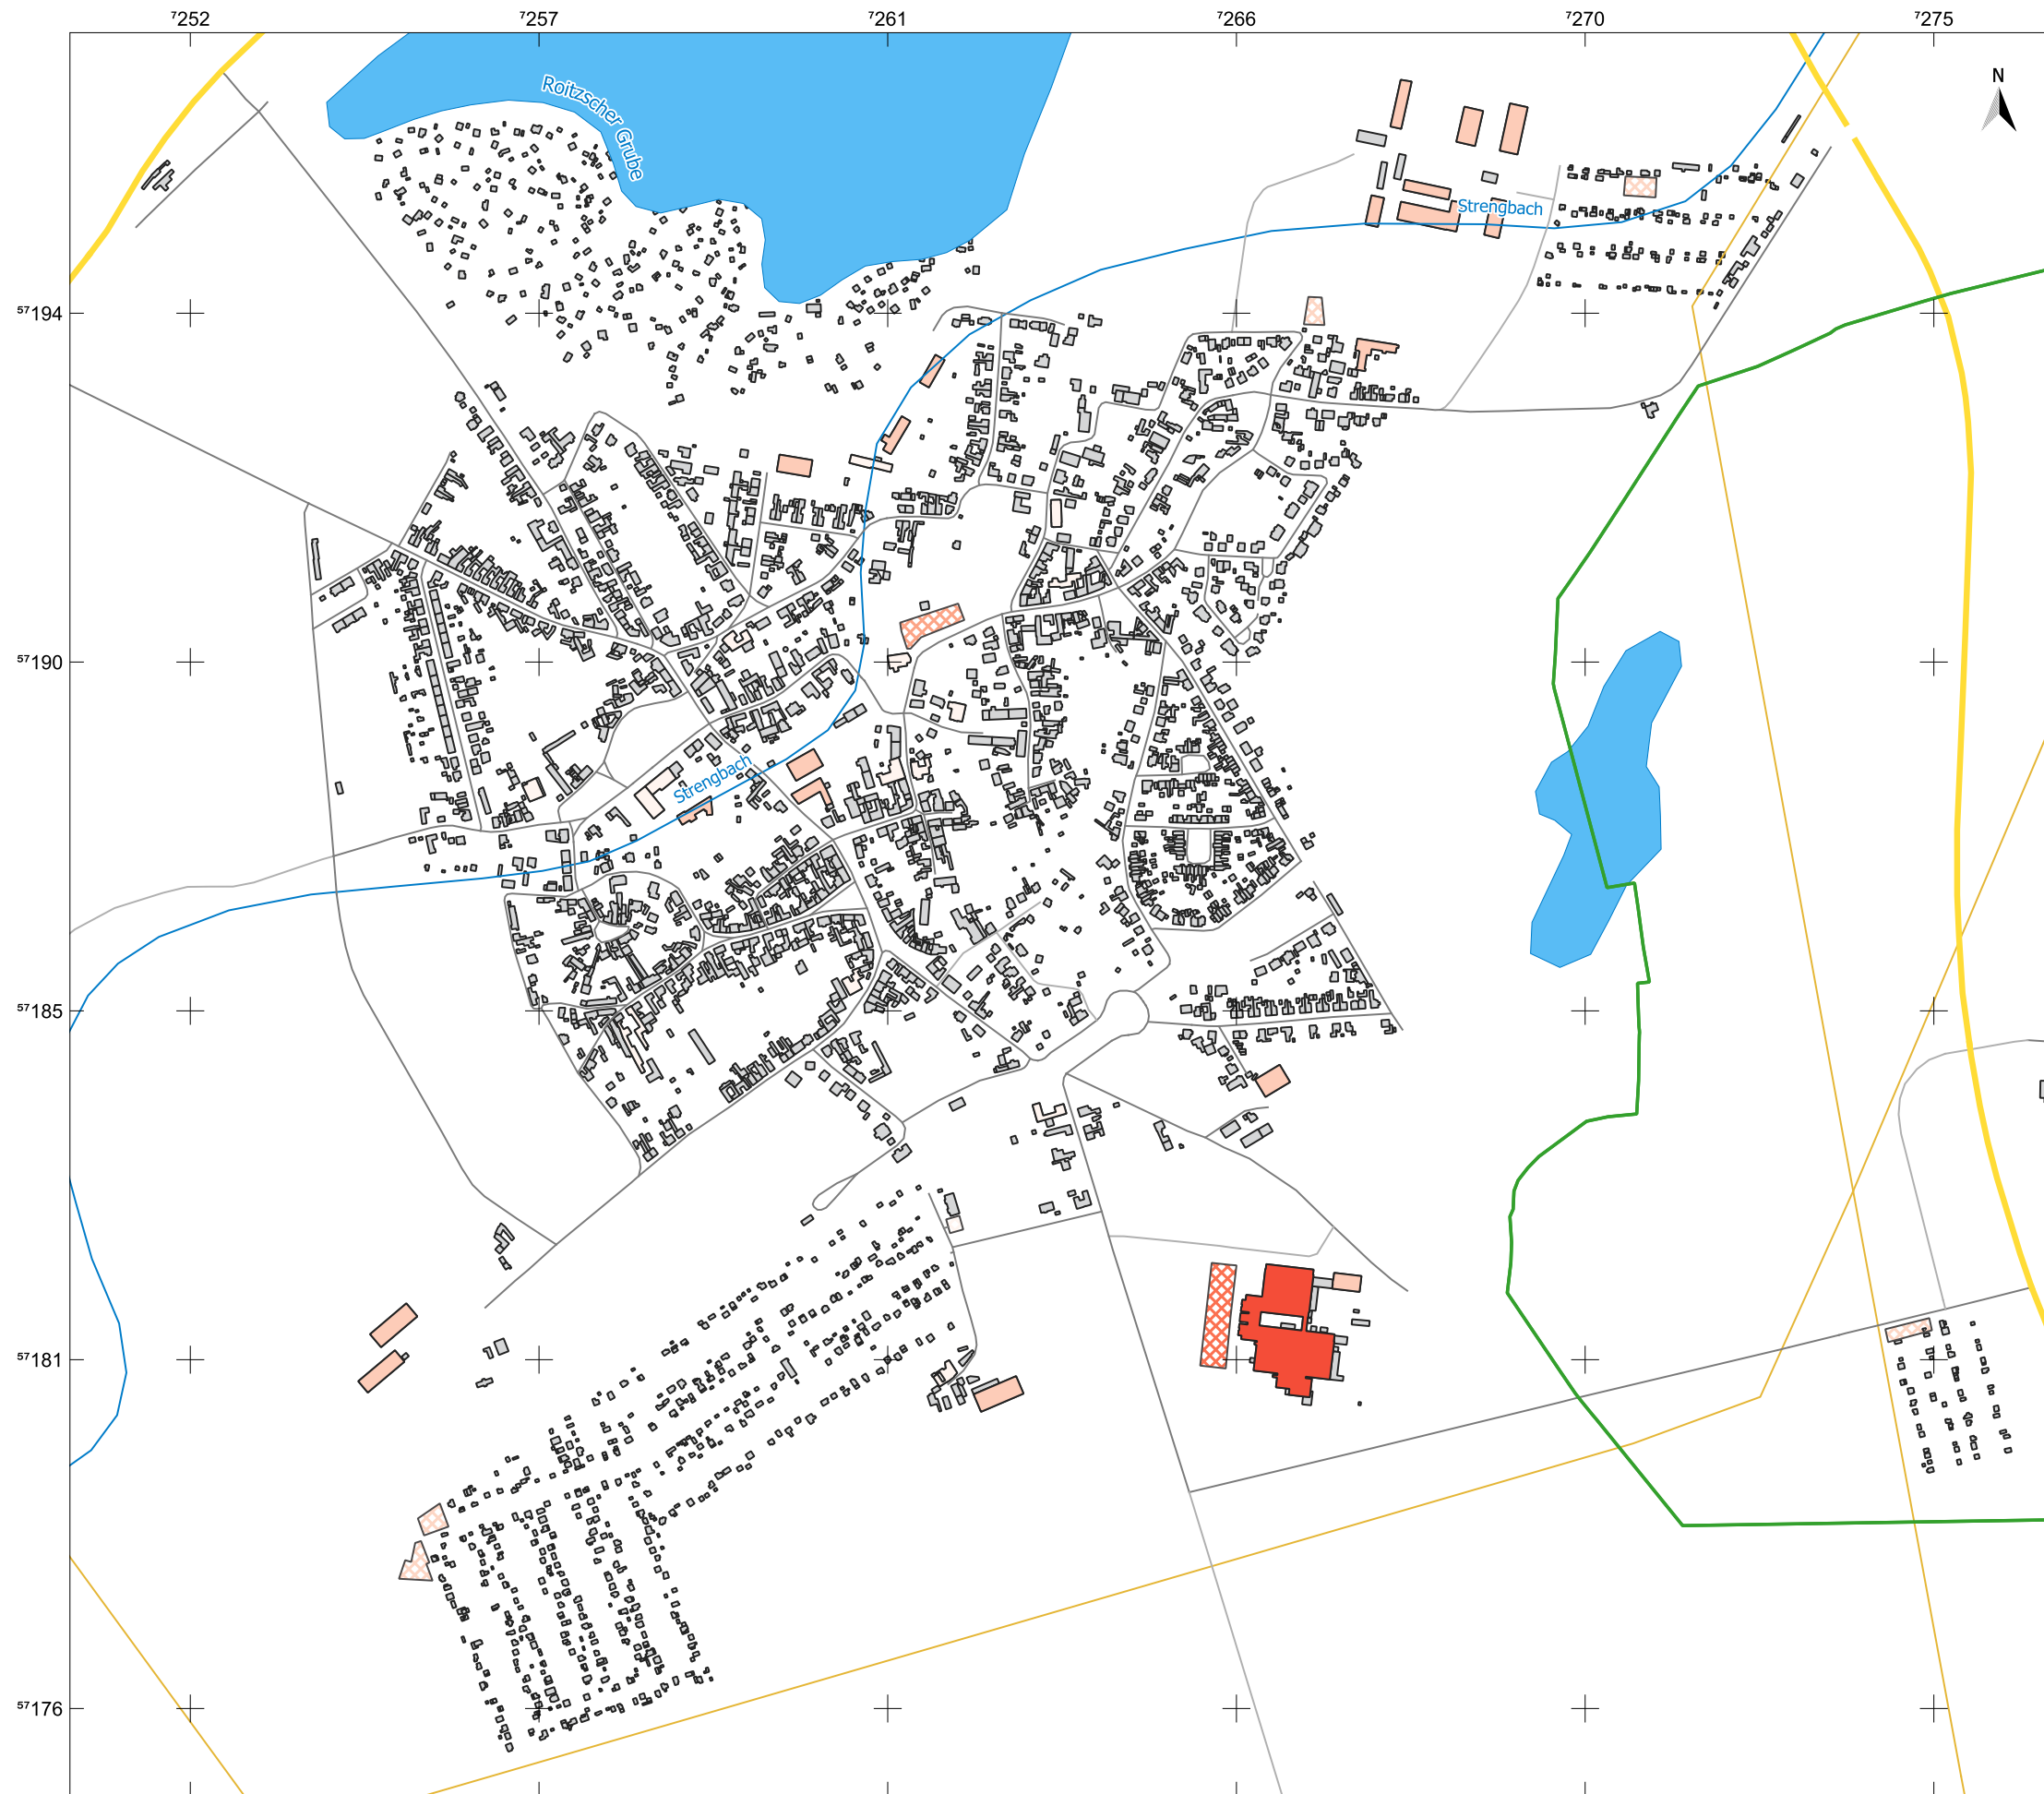 ⁷252 ⁷257 ⁷261 ⁷266 ⁷270 ⁷275
N
Roitzscher Grube
Strengbach
⁵⁷194
⁵⁷190
Strengbach
⁵⁷185
⁵⁷181
⁵⁷176